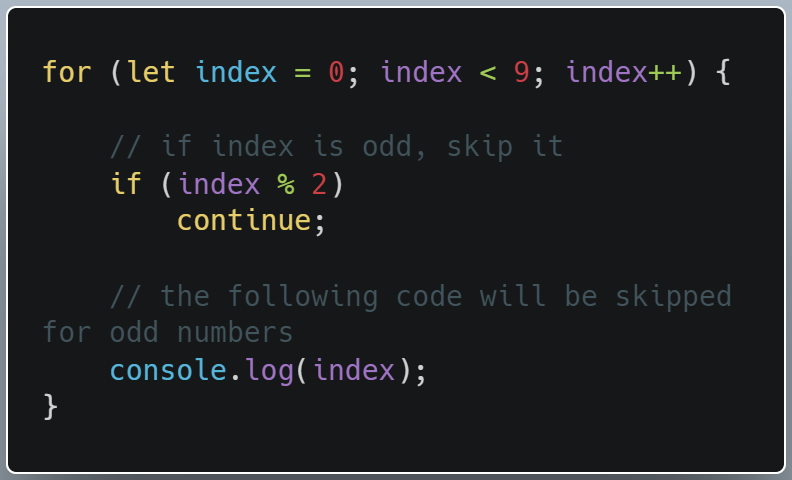 for (let index = 0; index < 9; index++) {
// if index is odd, skip it
if (index % 2)
continue;
// the following code will be skipped
for odd numbers
console.log(index);
}